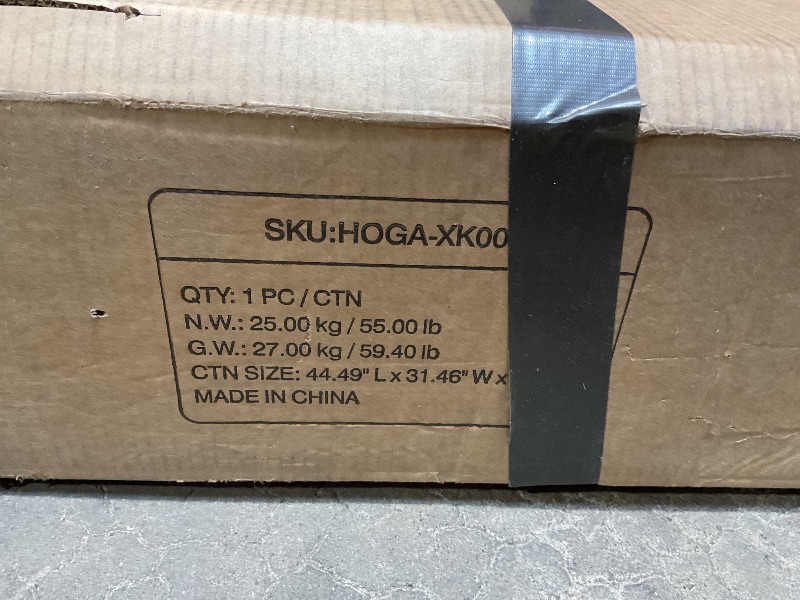 SKU:HOGA-XK00
QTY: 1 PC / CTN
N.W.: 25.00 kg / 55.00 lb
G.W.: 27.00 kg / 59.40 lb
CTN SIZE: 44.49" L x 31.46" W x
MADE IN CHINA